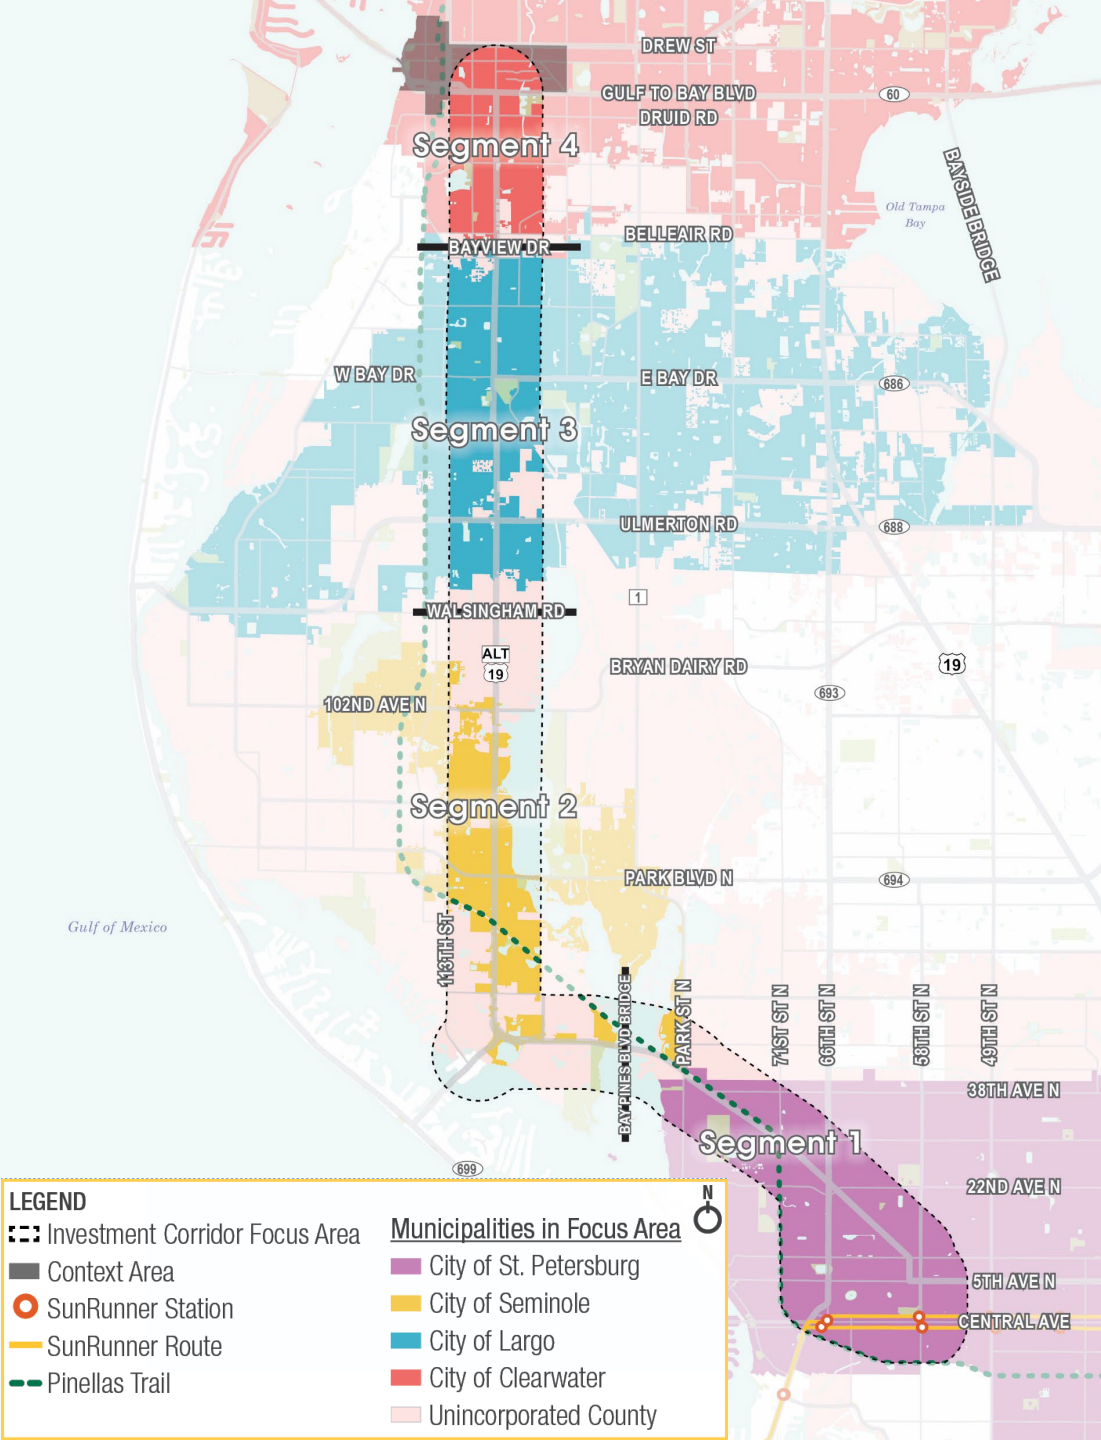 DREW ST
GULF TO BAY BLVD
60
DRUID RD
Segment 4
BAYSIDE BRIDGE
Old Tampa
Bay
BELLEAIR RD
BAYVIEW DR
W BAY DR
E BAY DR
686
Segment 3
ULMERTON RD
688
1
WALSINGHAM RD
ALT
19
BRYAN DAIRY RD
19
693
102ND AVE N
Segment 2
PARK BLVD N
694
Gulf of Mexico
113TH ST
BAY PINES BLVD BRIDGE
PARK ST N
71ST ST N
66TH ST N
58TH ST N
49TH ST N
38TH AVE N
Segment 1
699
22ND AVE N
5TH AVE N
CENTRAL AVE
N
LEGEND
Investment Corridor Focus Area
Context Area
SunRunner Station
SunRunner Route
Pinellas Trail
Municipalities in Focus Area
City of St. Petersburg
City of Seminole
City of Largo
City of Clearwater
Unincorporated County